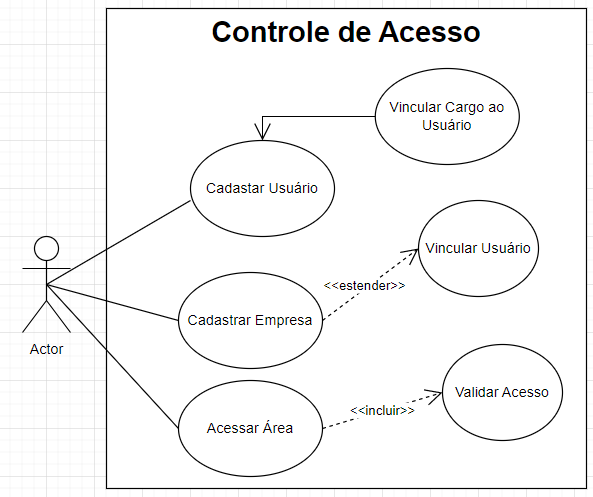 Controle de Acesso
Vincular Cargo ao
Usuário
Cadastar Usuário
Vincular Usuário
<<estender>>
Cadastrar Empresa
Actor
Validar Acesso
<<incluir>>
Acessar Área